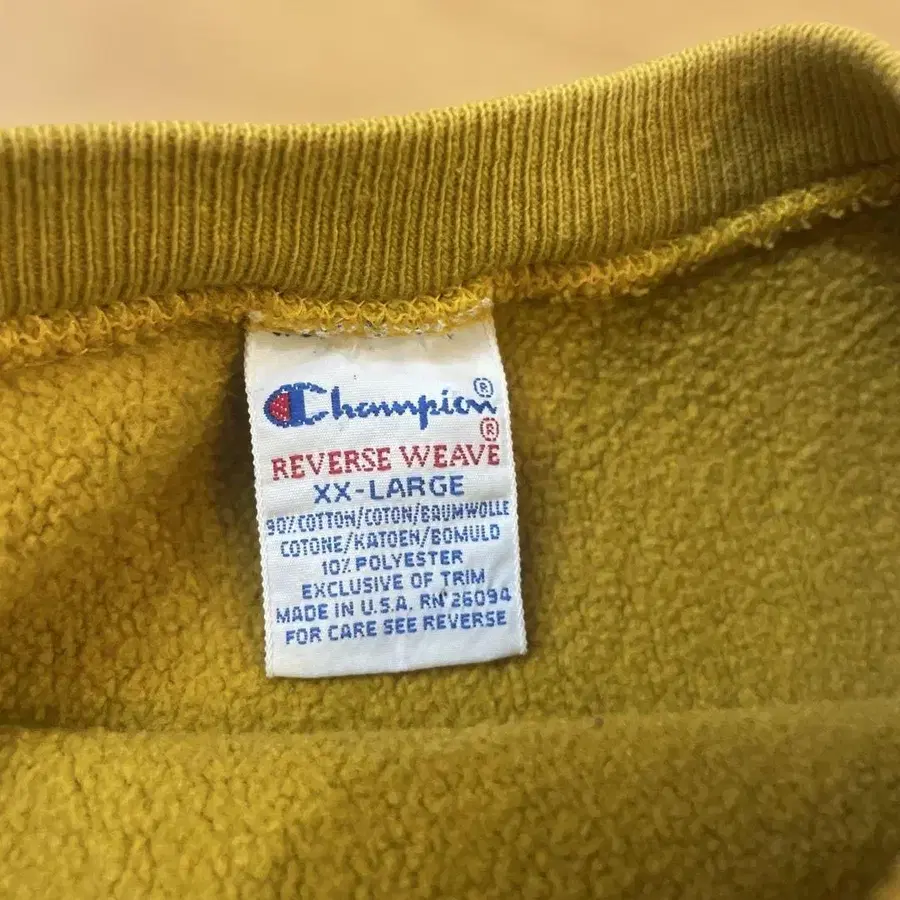 Champion®
REVERSE WEAVE®
XX-LARGE
90% COTTON/COTON/BAUMWOLLE
COTONE/KATOEN/BOMULD
10% POLYESTER
EXCLUSIVE OF TRIM
MADE IN U.S.A. RN 26094
FOR CARE SEE REVERSE